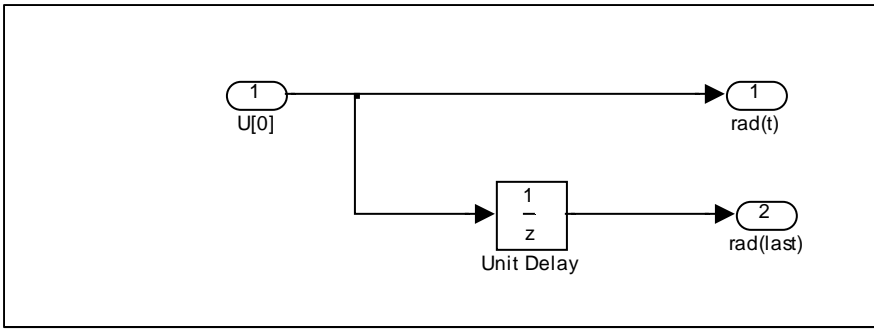 1
U[0]
1
rad(t)
1
z
Unit Delay
2
rad(last)